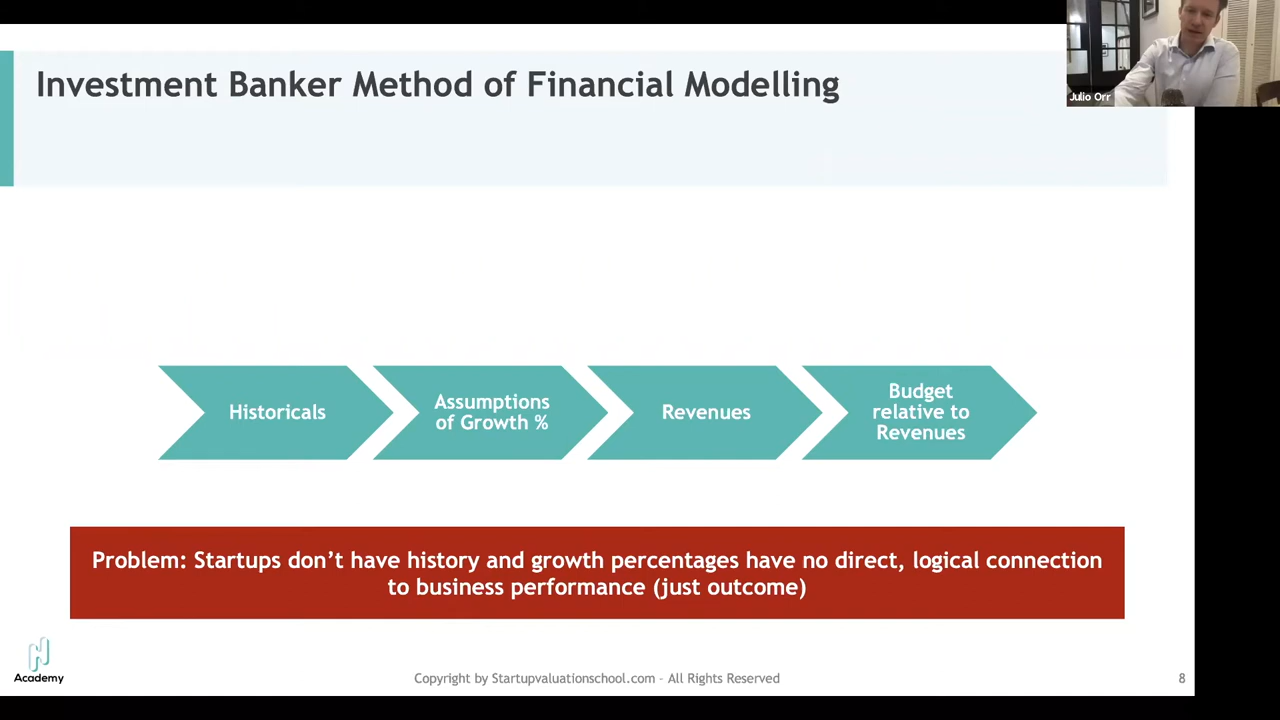 Investment Banker Method of Financial Modelling
Julio Orr
Historicals
Assumptions
of Growth %
Revenues
Budget
relative to
Revenues
Problem: Startups don’t have history and growth percentages have no direct, logical connection
to business performance (just outcome)
Academy
Copyright by Startupvaluationschool.com – All Rights Reserved
8